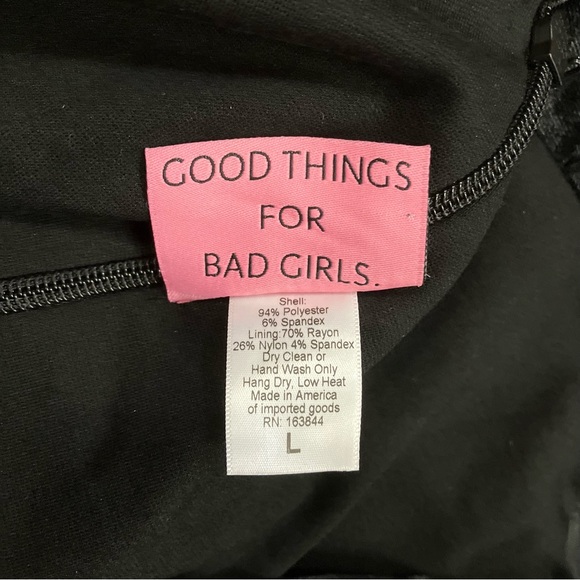 GOOD THINGS
FOR
BAD GIRLS.
Shell:
94% Polyester
6% Spandex
Lining:70% Rayon
26% Nylon 4% Spandex
Dry Clean or
Hand Wash Only
Hang Dry, Low Heat
Made in America
of imported goods
RN: 163844
L